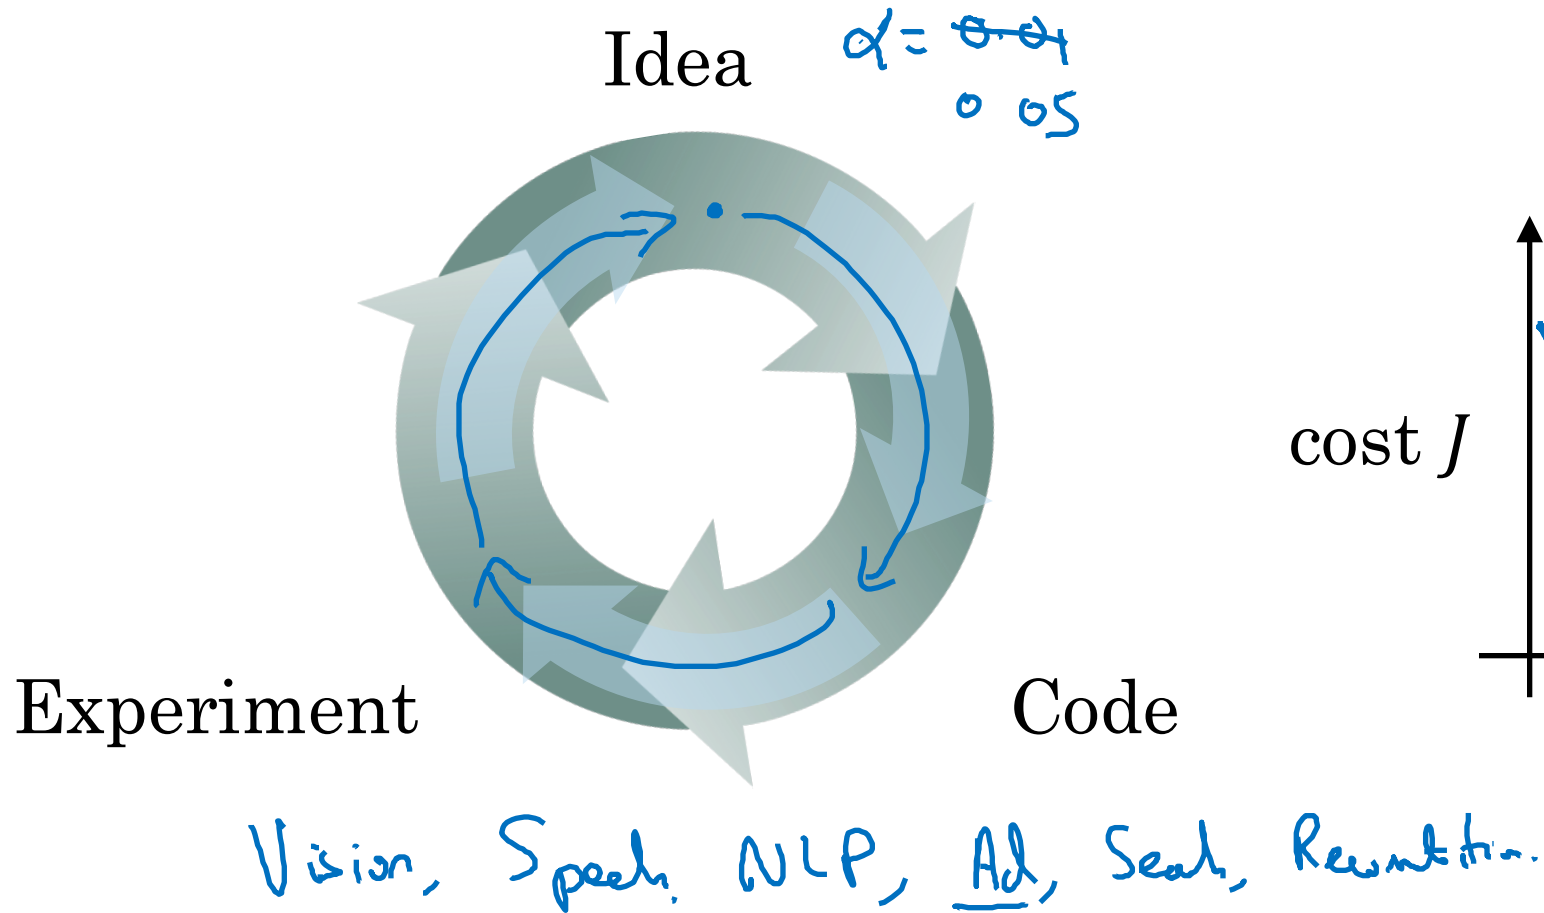 Idea
α = 0.01
0.05
cost J
Experiment
Code
Vision, Speech, NLP, Ad, Search,